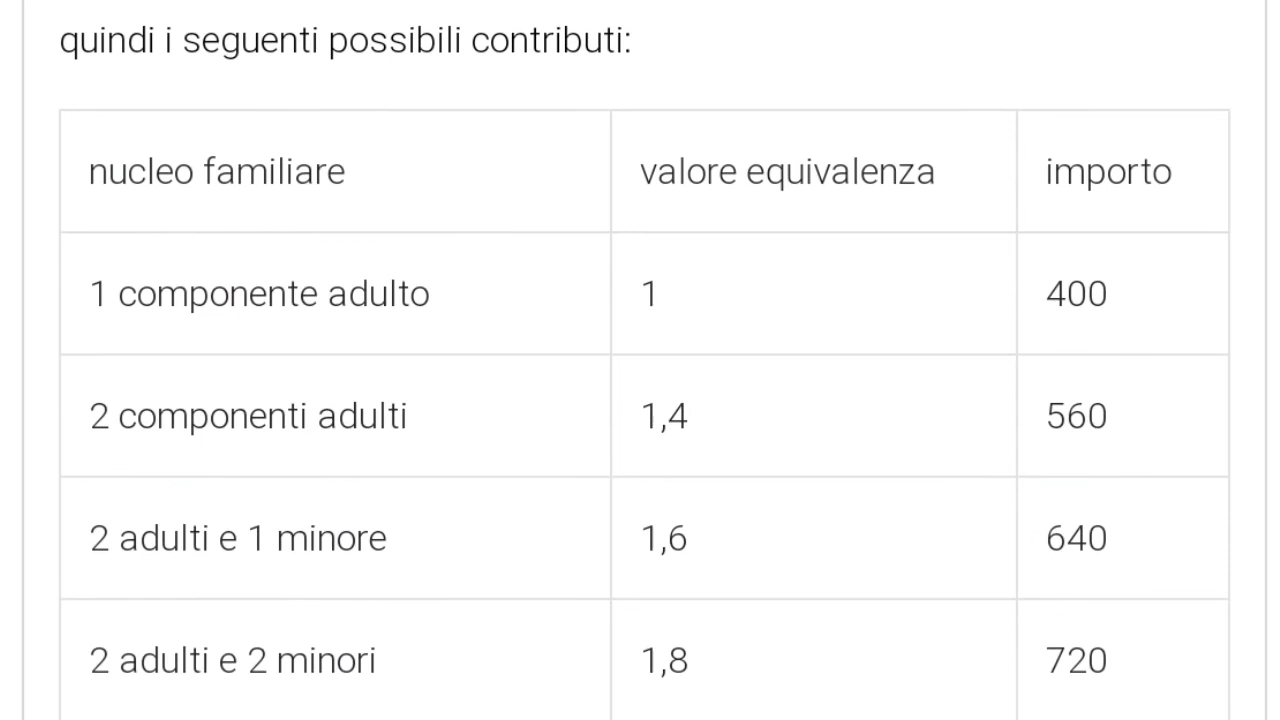 quindi i seguenti possibili contributi:
nucleo familiare valore equivalenza importo
1 componente adulto 1 400
2 componenti adulti 1,4 560
2 adulti e 1 minore 1,6 640
2 adulti e 2 minori 1,8 720